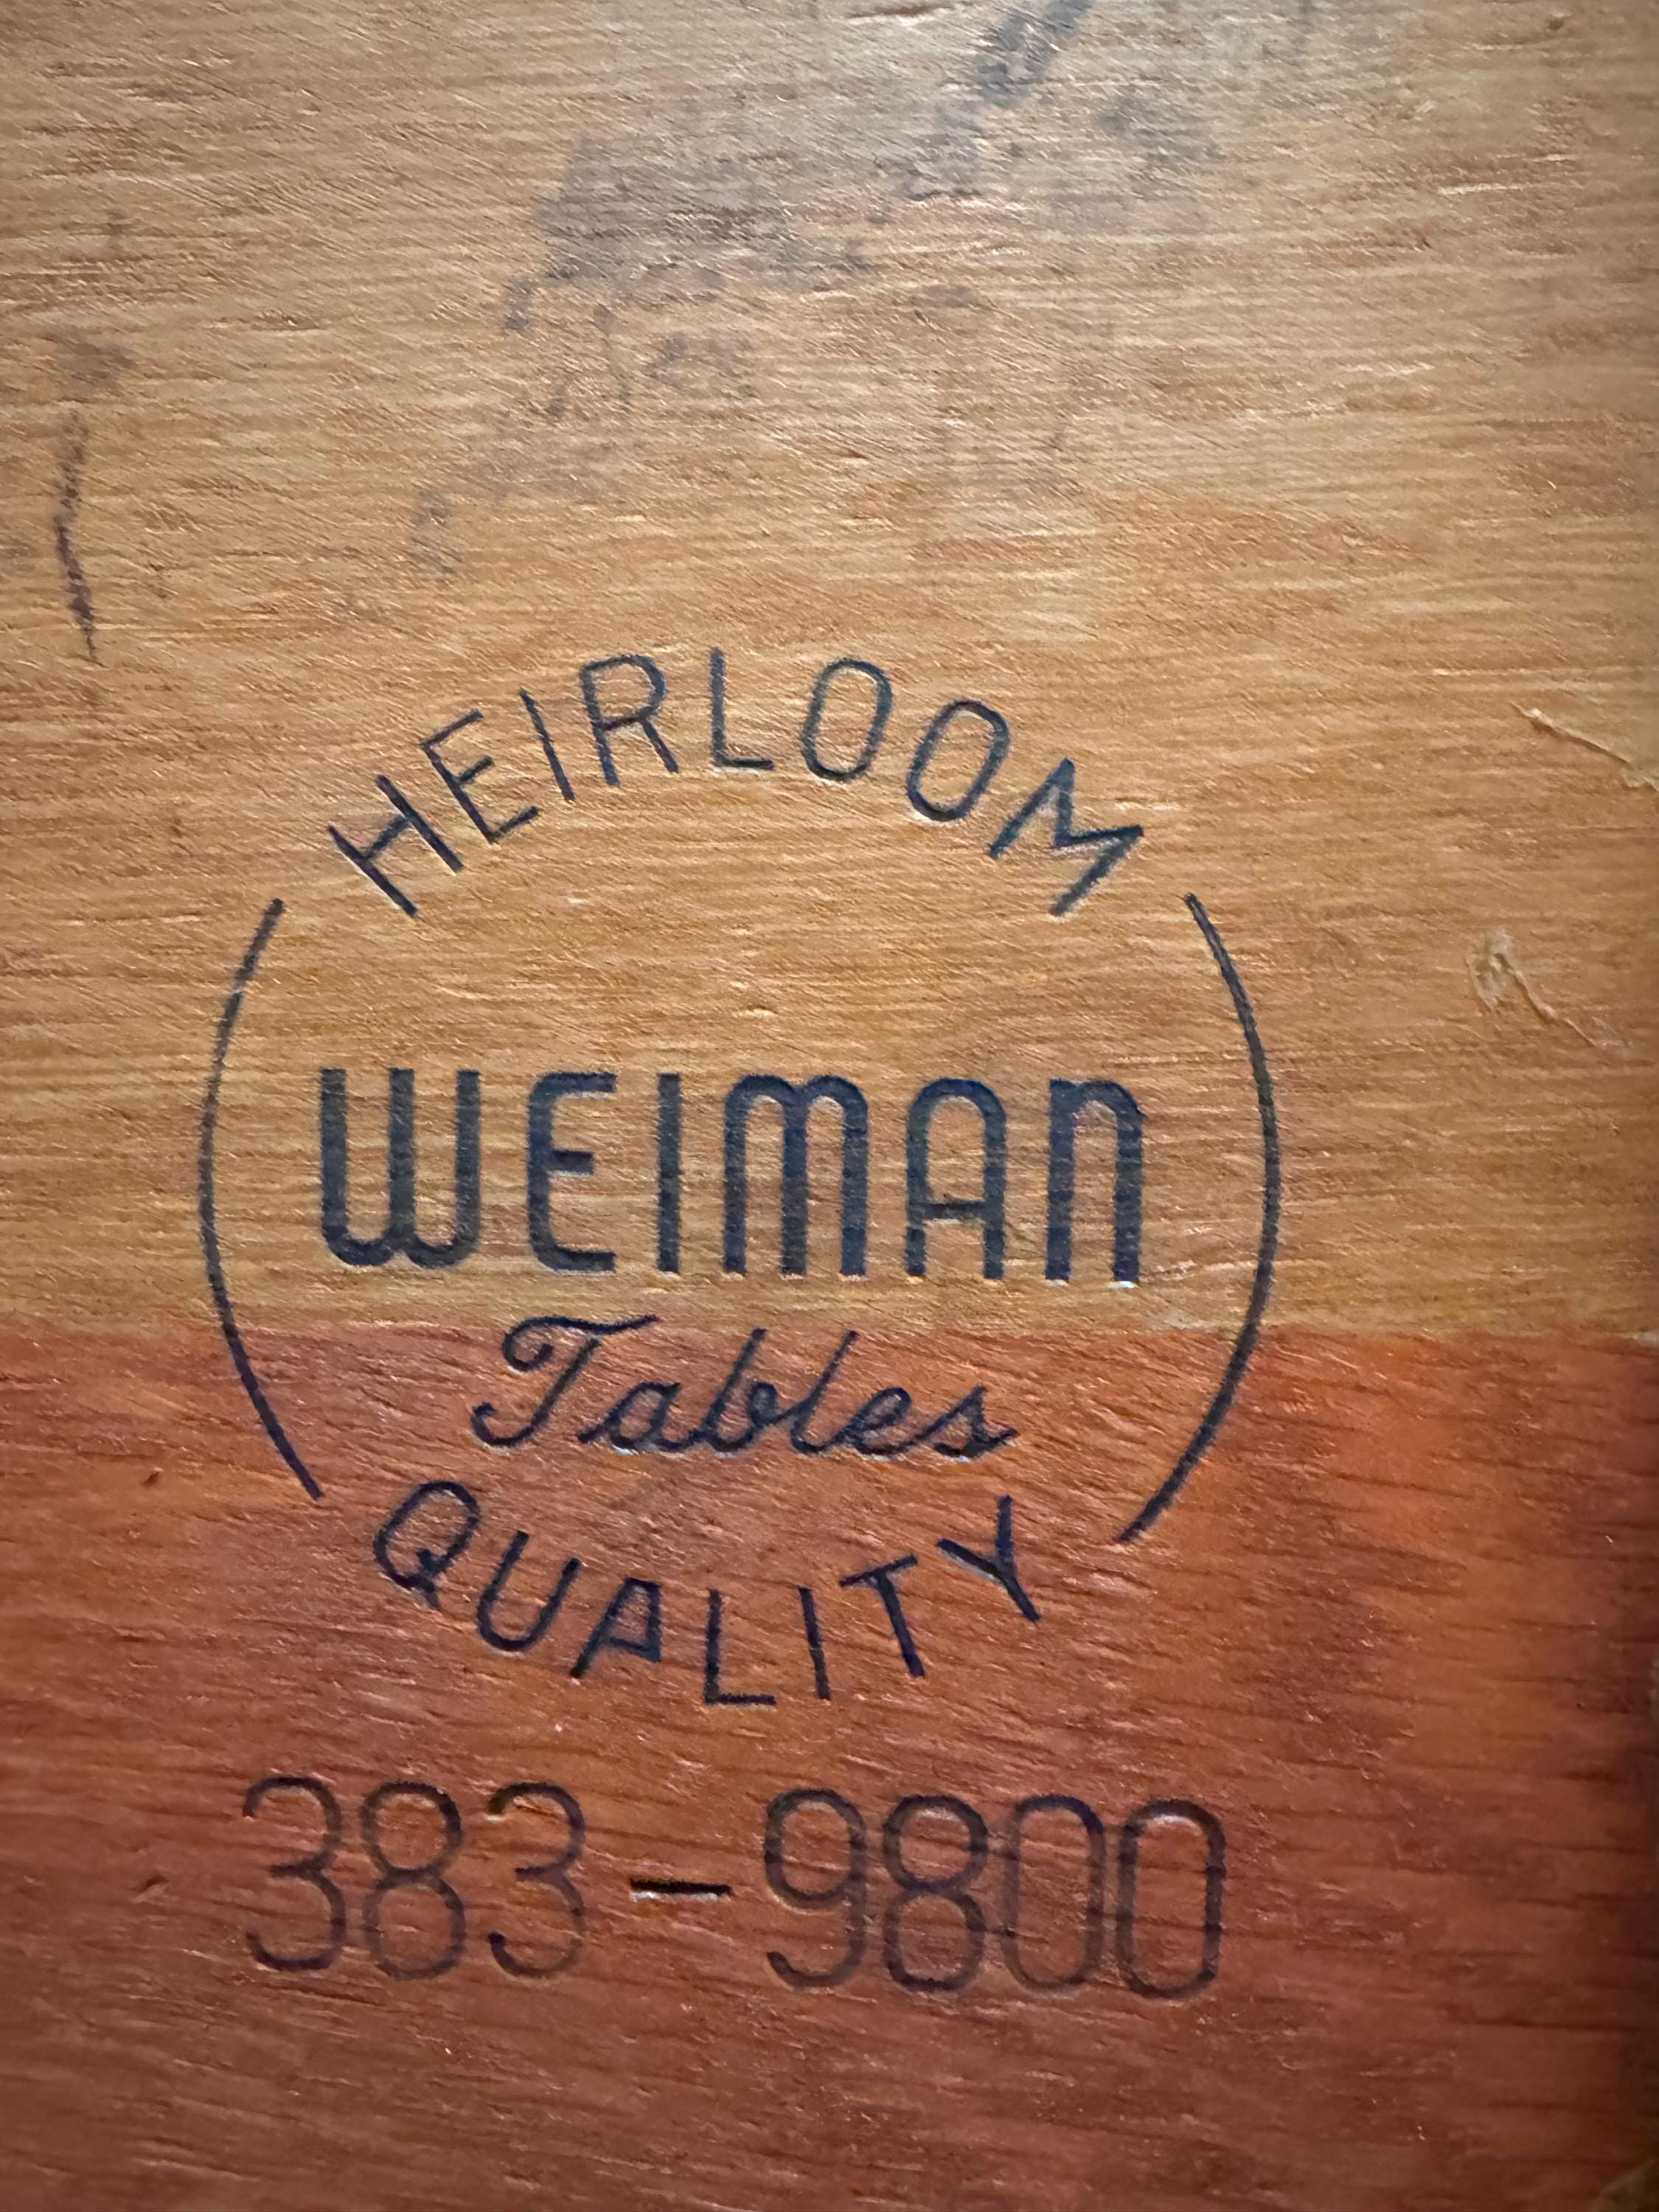 HEIRLOOM
WEIMAN
Tables
QUALITY
383-9800